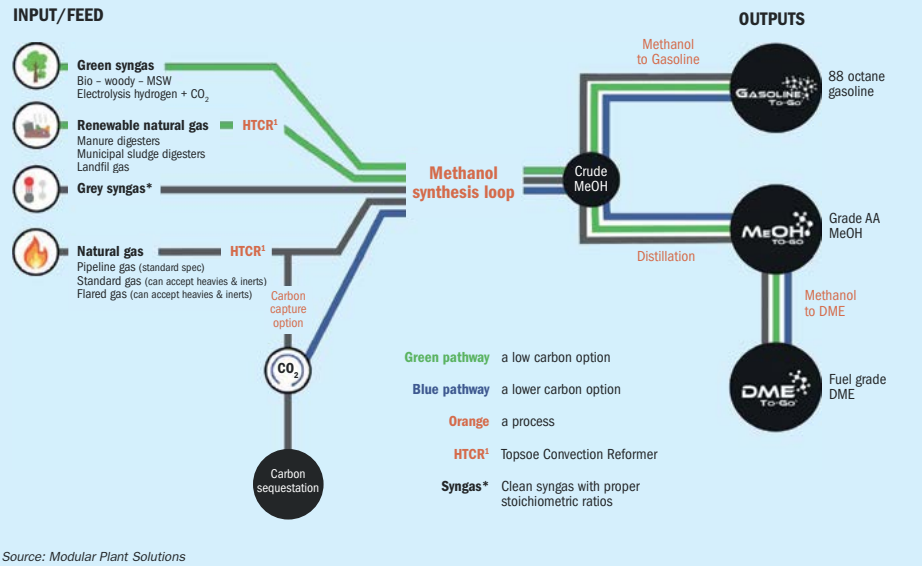 INPUT/FEED
OUTPUTS
Green syngas
Bio – woody – MSW
Electrolysis hydrogen + CO2
Renewable natural gas
HTCR1
Manure digesters
Municipal sludge digesters
Landfil gas
Grey syngas*
Natural gas
HTCR1
Pipeline gas (standard spec)
Standard gas (can accept heavies & inerts)
Flared gas (can accept heavies & inerts)
Carbon
capture
option
CO2
Carbon
sequestation
Methanol
synthesis loop
Crude
MeOH
Methanol
to Gasoline
GASOLINE
TO-GO
88 octane
gasoline
Distillation
MEOH
TO-GO
Grade AA
MeOH
Methanol
to DME
DME
TO-GO
Fuel grade
DME
Green pathway a low carbon option
Blue pathway a lower carbon option
Orange a process
HTCR1 Topsoe Convection Reformer
Syngas* Clean syngas with proper
stoichiometric ratios
Source: Modular Plant Solutions